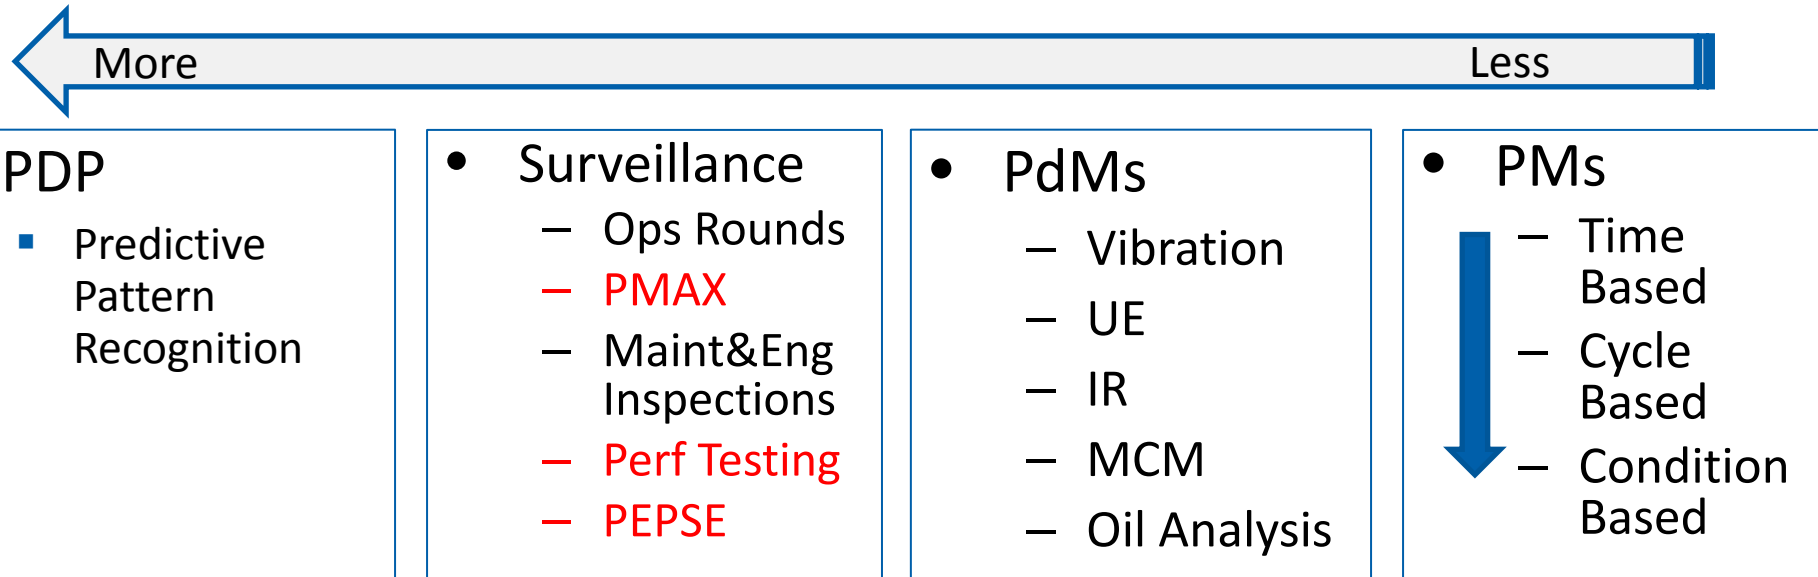 More
Less
PDP
▪ Predictive
Pattern
Recognition
• Surveillance
– Ops Rounds
– PMAX
– Maint&Eng
Inspections
– Perf Testing
– PEPSE
• PdMs
– Vibration
– UE
– IR
– MCM
– Oil Analysis
• PMs
– Time
Based
– Cycle
Based
– Condition
Based